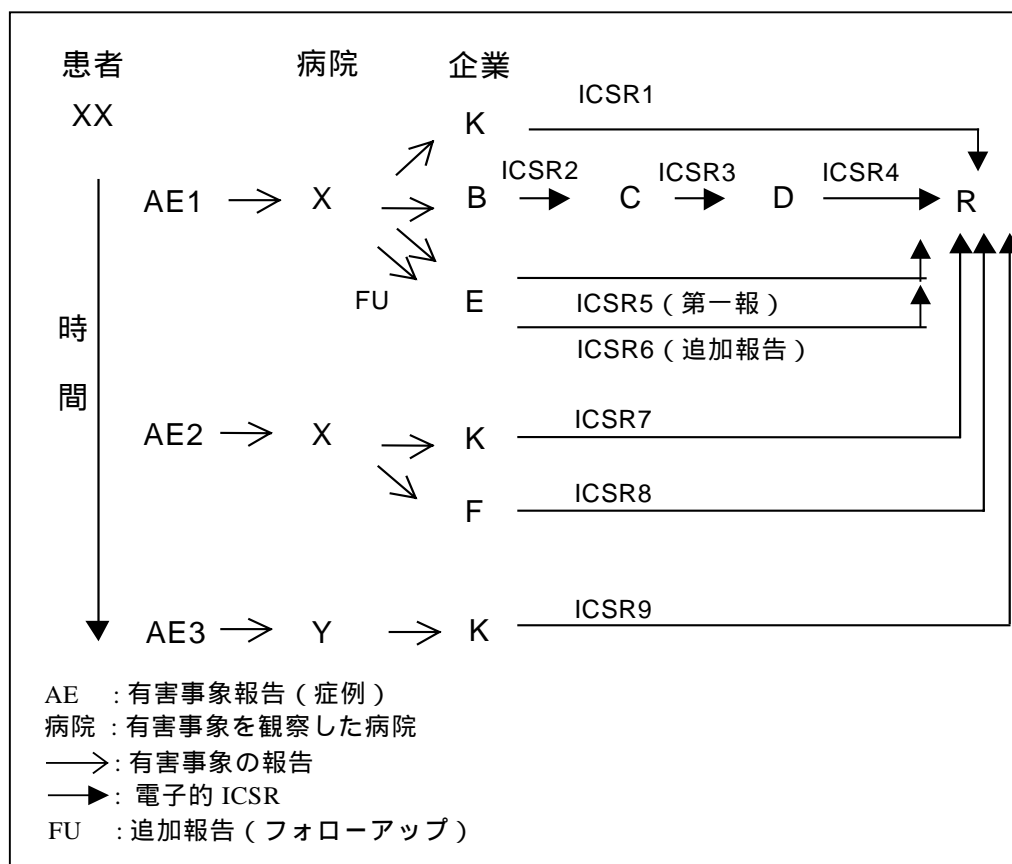 患者 病院 企業
XX
ICSR1
K
ICSR2 ICSR3 ICSR4
AE1 X B C D R
FU E
ICSR5（第一報）
ICSR6（追加報告）
時
間
ICSR7
AE2 X K
ICSR8
F
ICSR9
AE3 Y K
AE : 有害事象報告（症例）
病院 : 有害事象を観察した病院
: 有害事象の報告
: 電子的 ICSR
FU : 追加報告（フォローアップ）